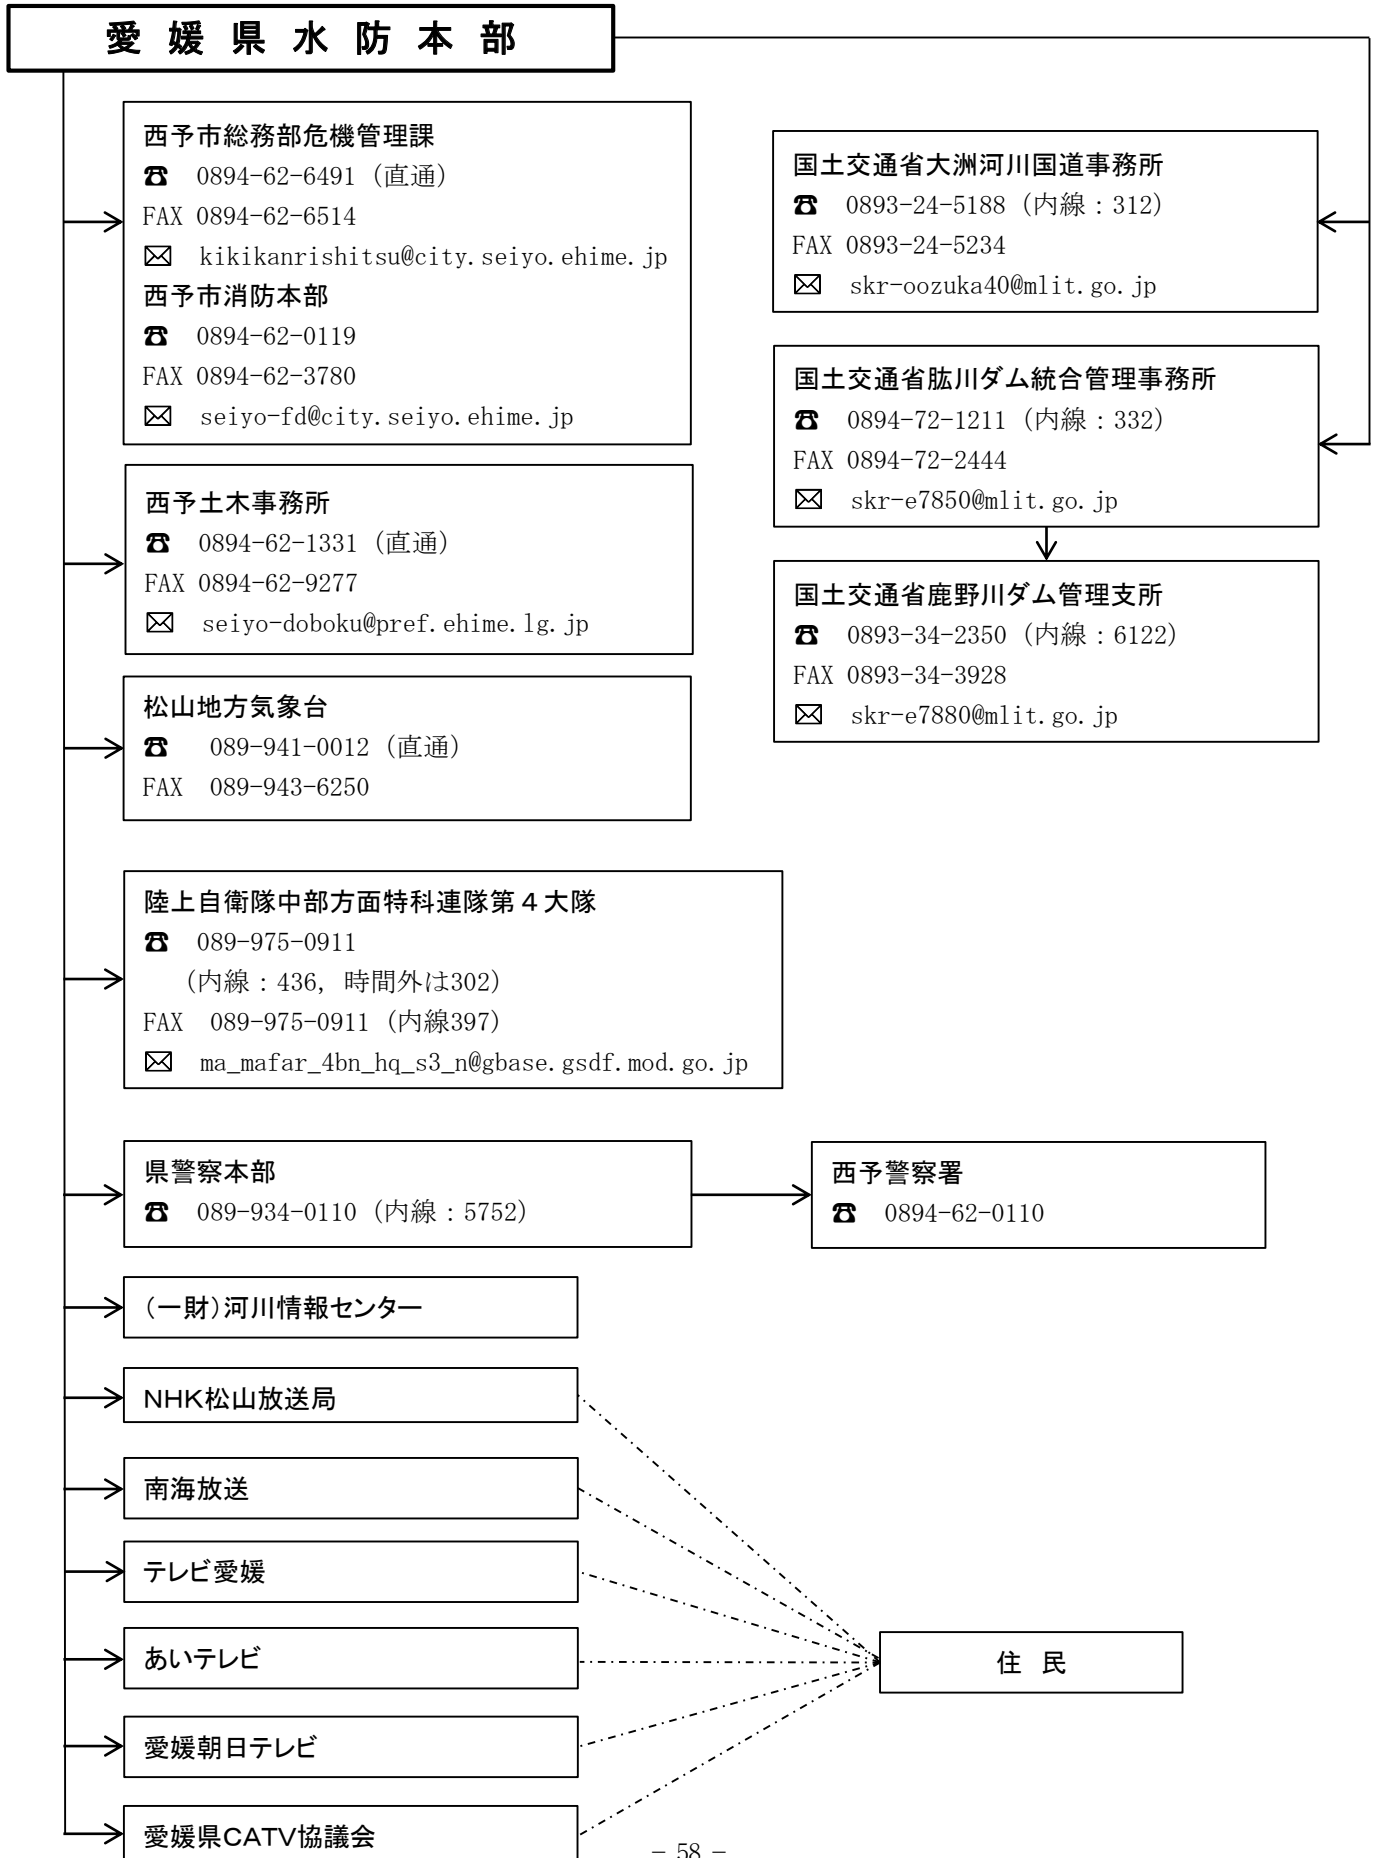 愛媛県水防本部
西予市総務部危機管理課
☎ 0894-62-6491（直通）
FAX 0894-62-6514
✉ kikikanrishitsu@city.seiyo.ehime.jp
西予市消防本部
☎ 0894-62-0119
FAX 0894-62-3780
✉ seiyo-fd@city.seiyo.ehime.jp
国土交通省大洲河川国道事務所
☎ 0893-24-5188（内線：312）
FAX 0893-24-5234
✉ skr-oozuka40@mlit.go.jp
国土交通省肱川ダム統合管理事務所
☎ 0894-72-1211（内線：332）
FAX 0894-72-2444
✉ skr-e7850@mlit.go.jp
西予土木事務所
☎ 0894-62-1331（直通）
FAX 0894-62-9277
✉ seiyo-doboku@pref.ehime.lg.jp
国土交通省鹿野川ダム管理支所
☎ 0893-34-2350（内線：6122）
FAX 0893-34-3928
✉ skr-e7880@mlit.go.jp
松山地方気象台
☎ 089-941-0012（直通）
FAX 089-943-6250
陸上自衛隊中部方面特科連隊第４大隊
☎ 089-975-0911
（内線：436，時間外は302）
FAX 089-975-0911（内線397）
✉ ma_mafar_4bn_hq_s3_n@gbase.gsdf.mod.go.jp
県警察本部
☎ 089-934-0110（内線：5752）
西予警察署
☎ 0894-62-0110
（一財）河川情報センター
NHK松山放送局
南海放送
テレビ愛媛
あいテレビ
住 民
愛媛朝日テレビ
愛媛県CATV協議会
－ 58 －